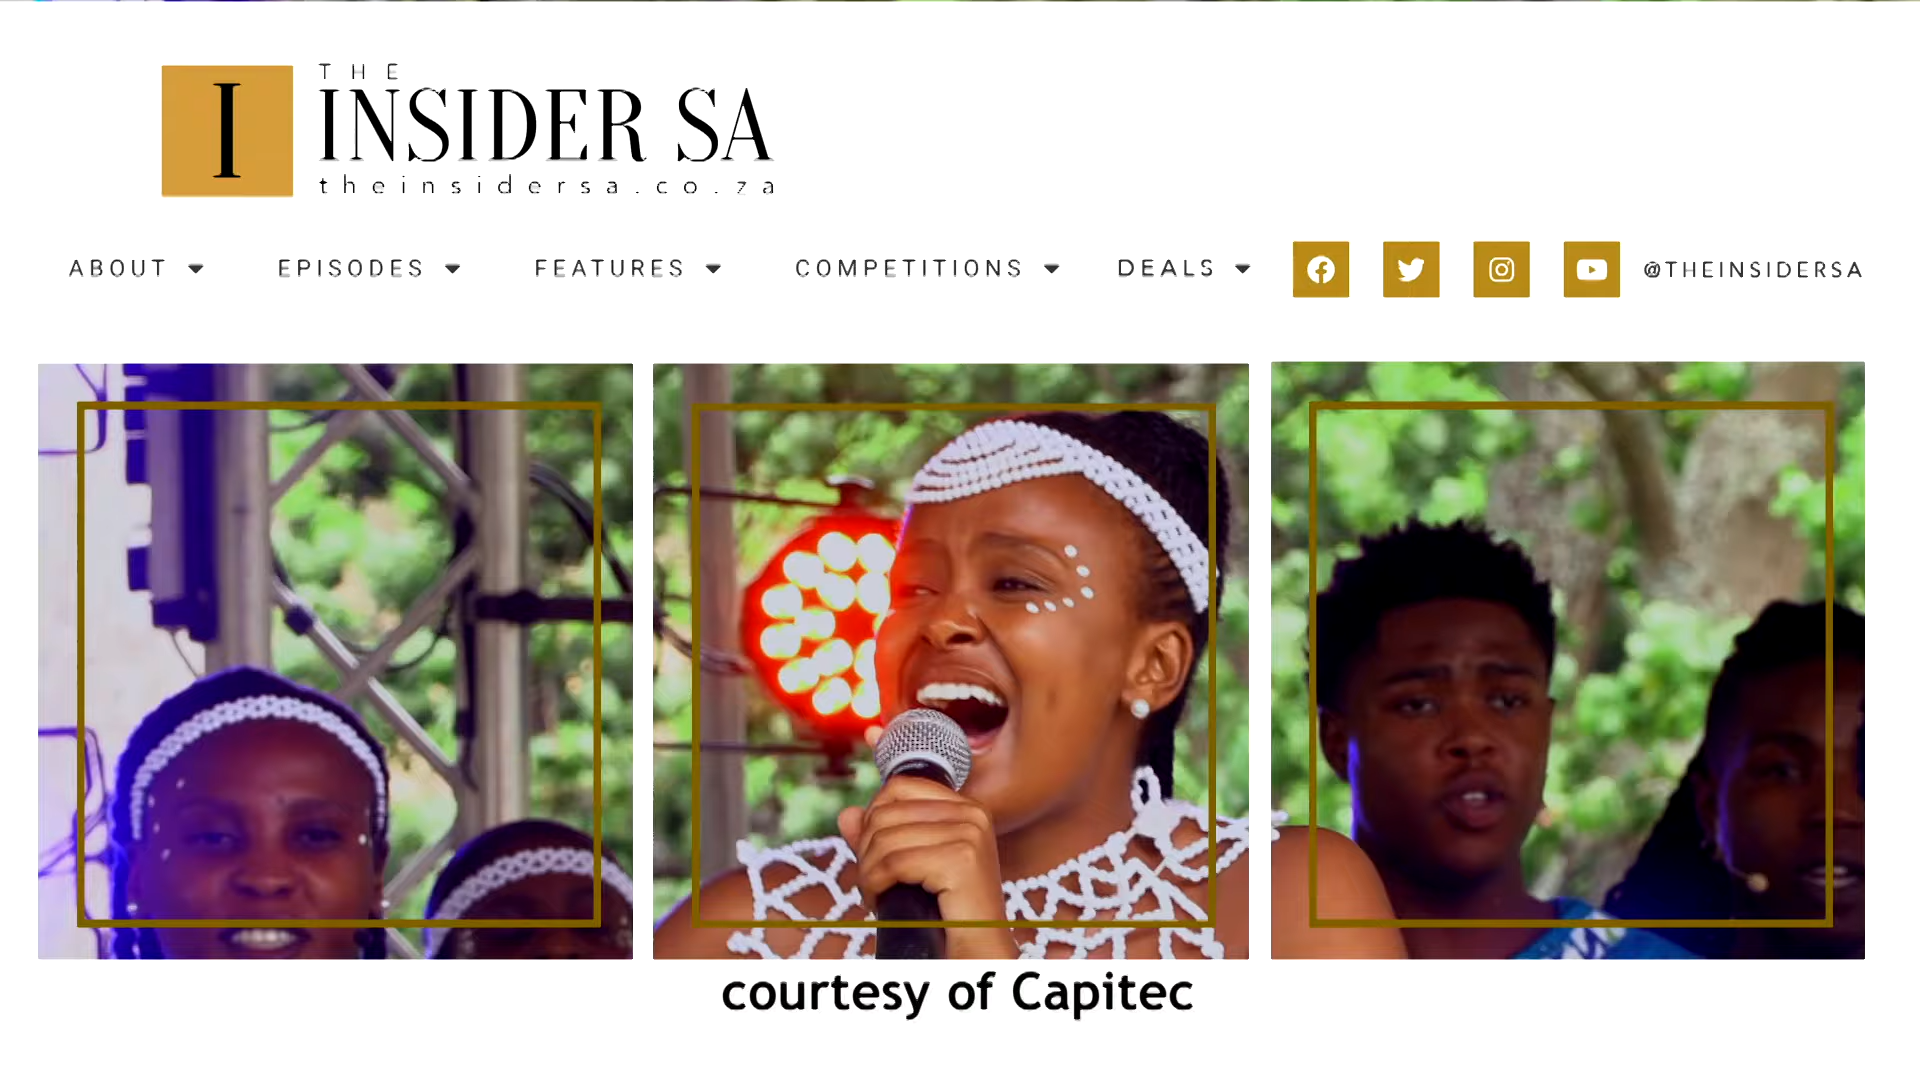 I
THE
INSIDER SA
theinsidersa.co.za
ABOUT EPISODES FEATURES COMPETITIONS DEALS @THEINSIDERSA
courtesy of Capitec